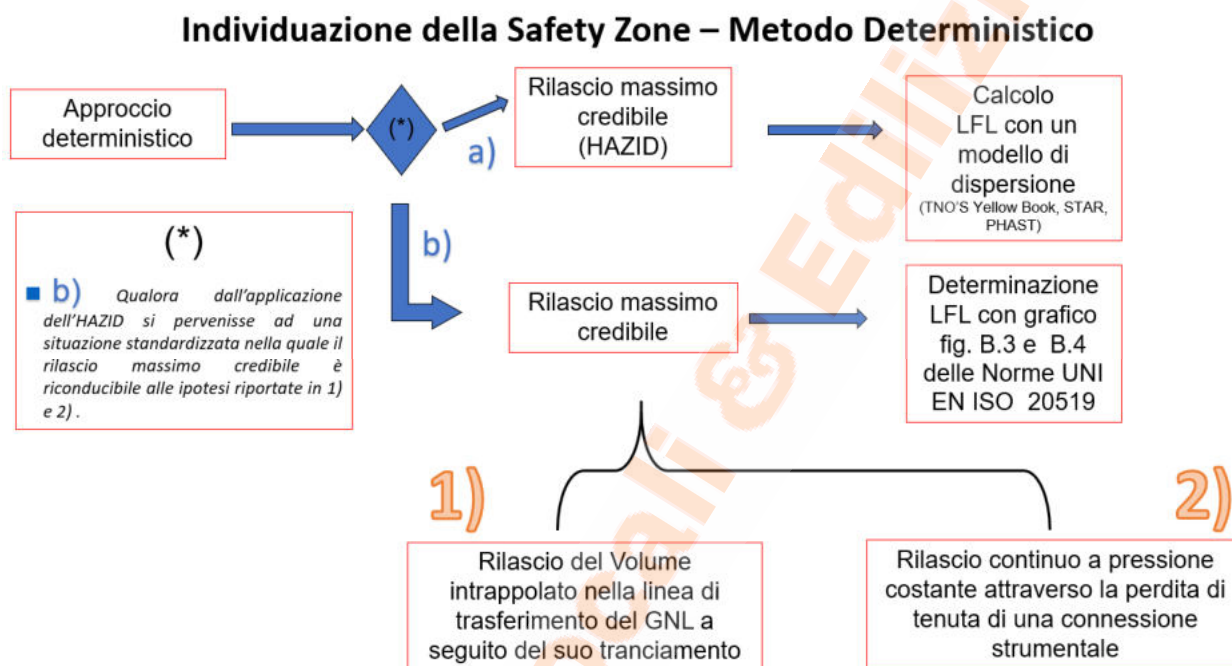 Individuazione della Safety Zone – Metodo Deterministico
Approccio
deterministico
(*)
a)
Rilascio massimo
credibile
(HAZID)
Calcolo
LFL con un
modello di
dispersione
(TNO'S Yellow Book, STAR,
PHAST)
(*)
b) Qualora dall'applicazione
dell'HAZID si pervenisse ad una
situazione standardizzata nella quale il
rilascio massimo credibile è
riconducibile alle ipotesi riportate in 1)
e 2) .
b)
Rilascio massimo
credibile
Determinazione
LFL con grafico
fig. B.3 e B.4
delle Norme UNI
EN ISO 20519
1)
Rilascio del Volume
intrappolato nella linea di
trasferimento del GNL a
seguito del suo tranciamento
2)
Rilascio continuo a pressione
costante attraverso la perdita di
tenuta di una connessione
strumentale
ocali & Edilizi